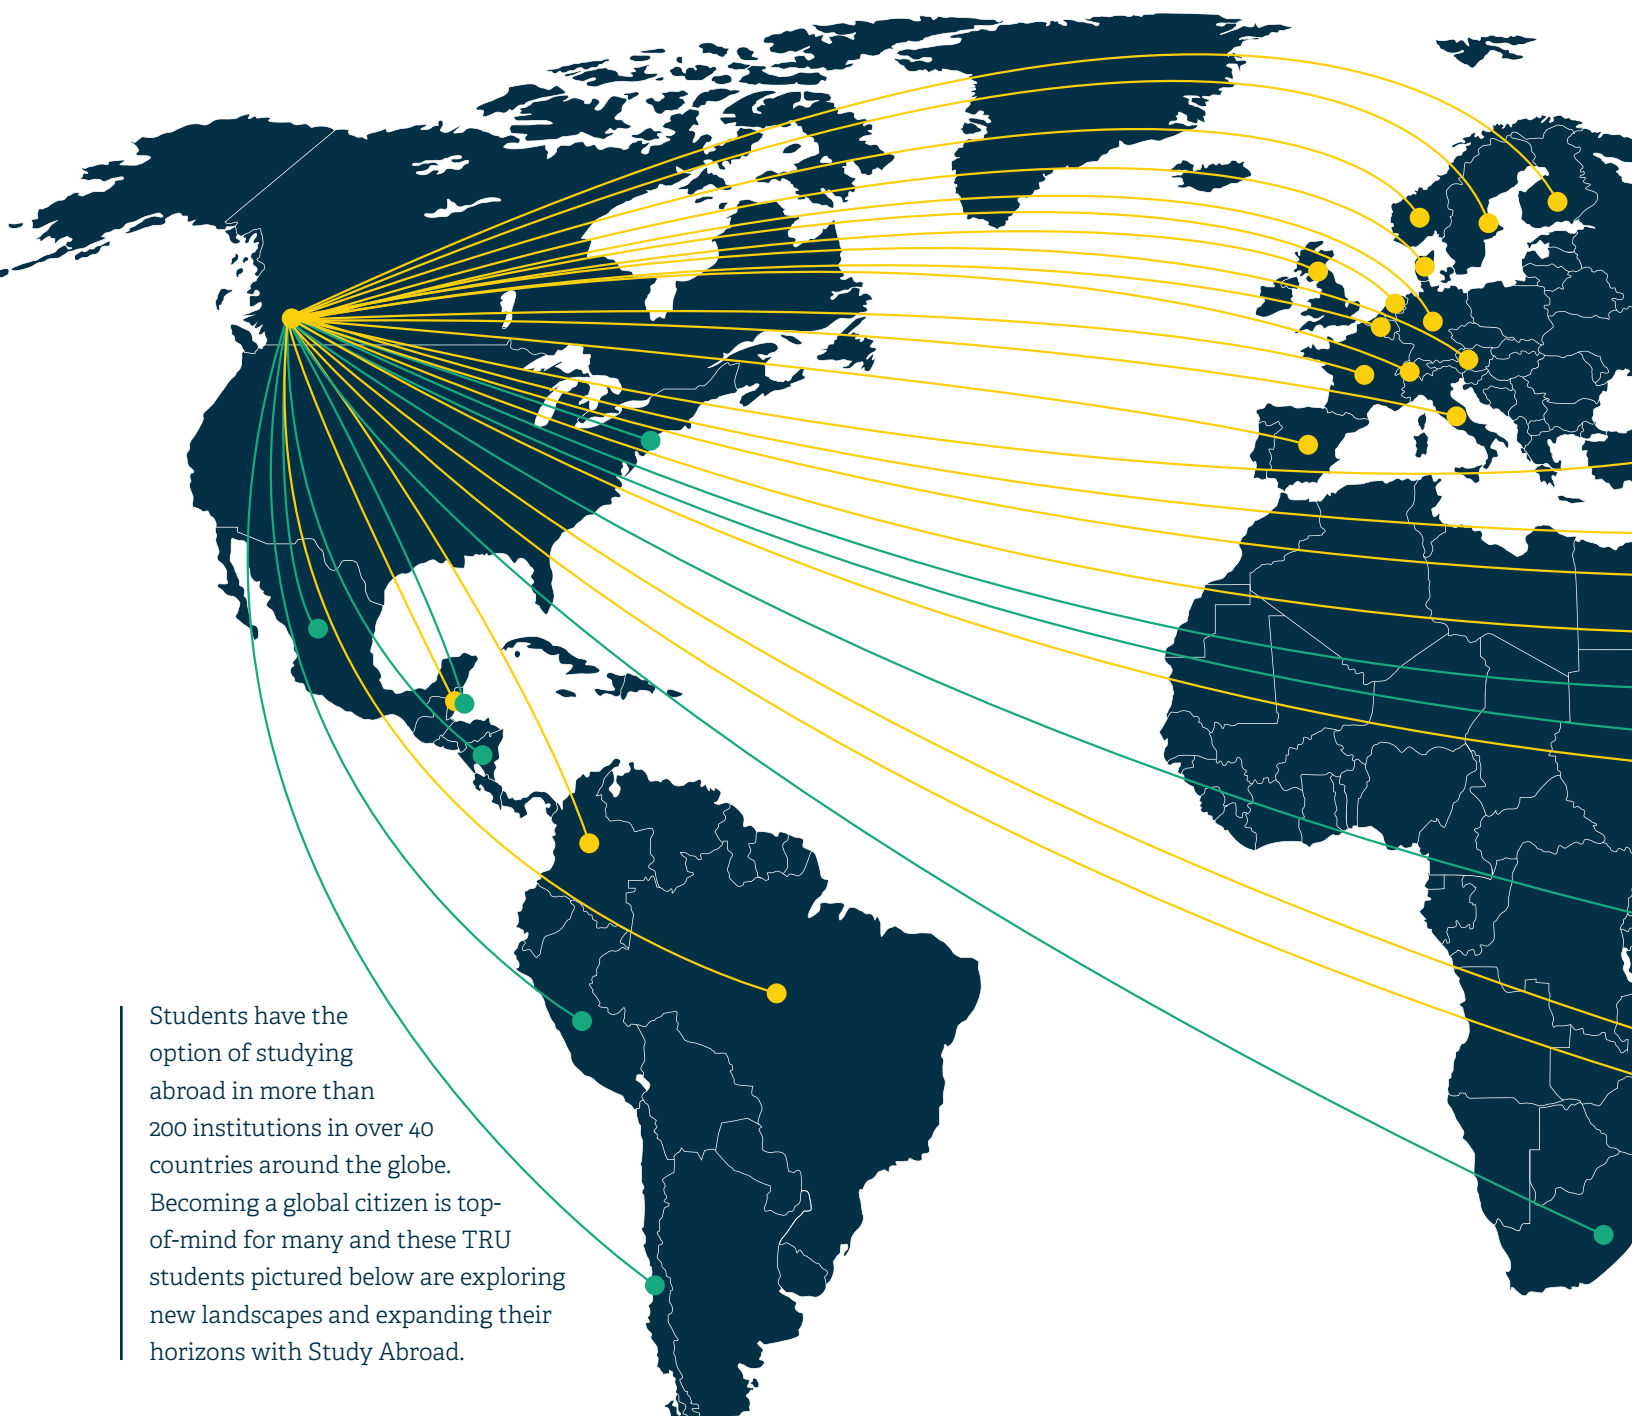 Students have the
option of studying
abroad in more than
200 institutions in over 40
countries around the globe.
Becoming a global citizen is top-
of-mind for many and these TRU
students pictured below are exploring
new landscapes and expanding their
horizons with Study Abroad.